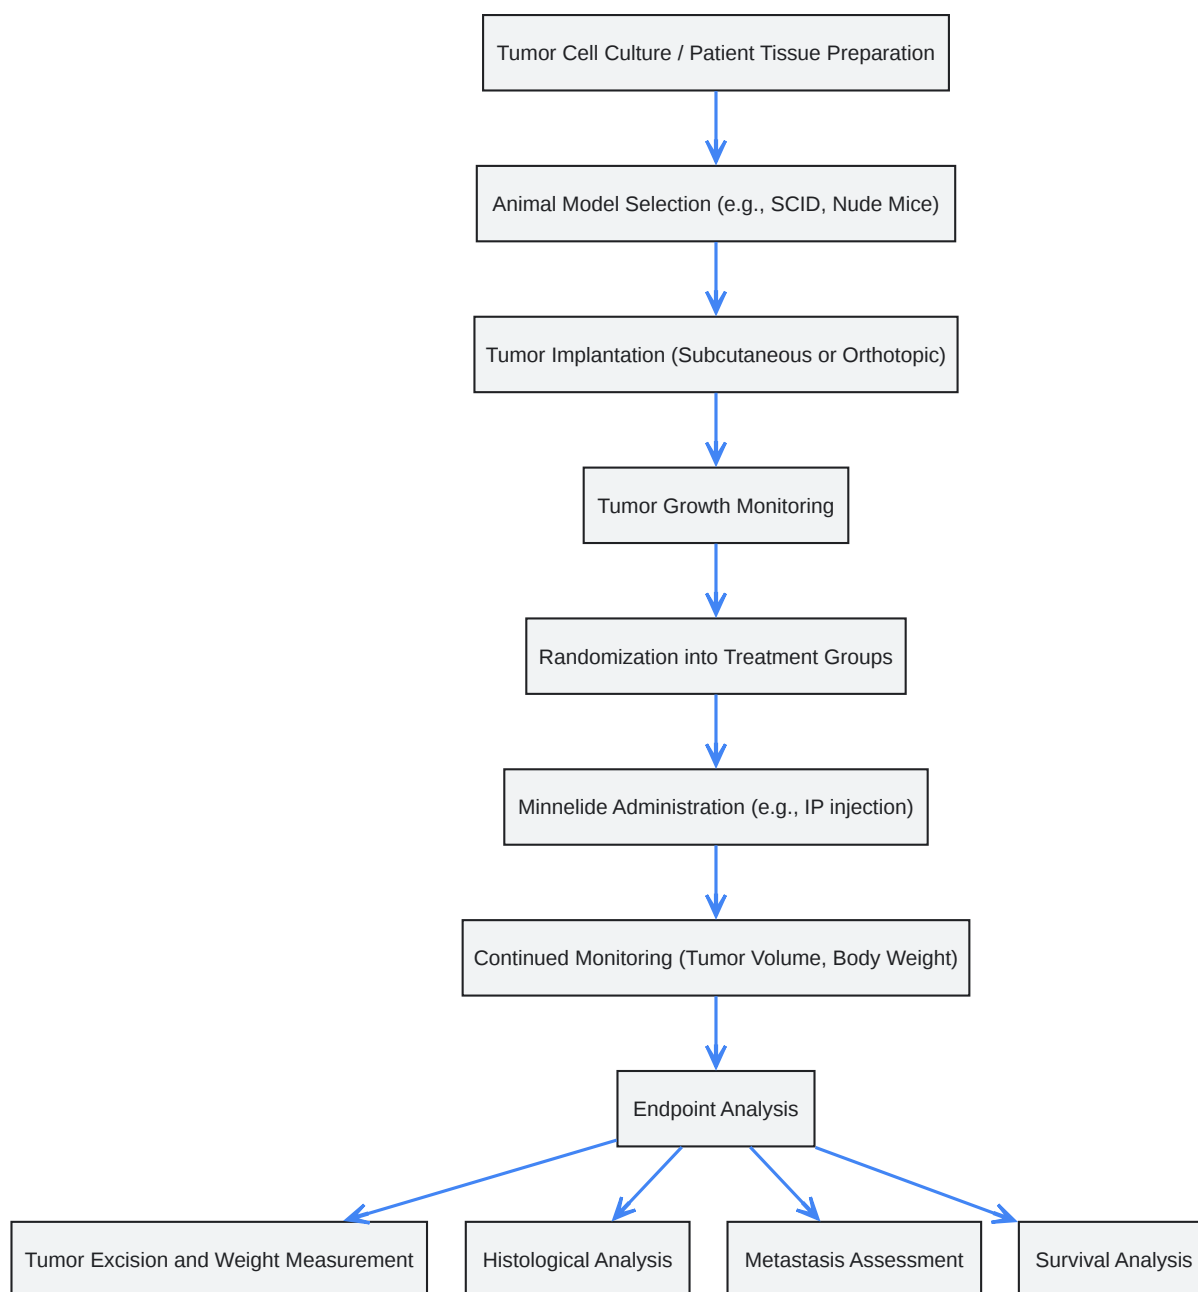 Tumor Cell Culture / Patient Tissue Preparation
Animal Model Selection (e.g., SCID, Nude Mice)
Tumor Implantation (Subcutaneous or Orthotopic)
Tumor Growth Monitoring
Randomization into Treatment Groups
Minnelide Administration (e.g., IP injection)
Continued Monitoring (Tumor Volume, Body Weight)
Endpoint Analysis
Tumor Excision and Weight Measurement
Histological Analysis
Metastasis Assessment
Survival Analysis